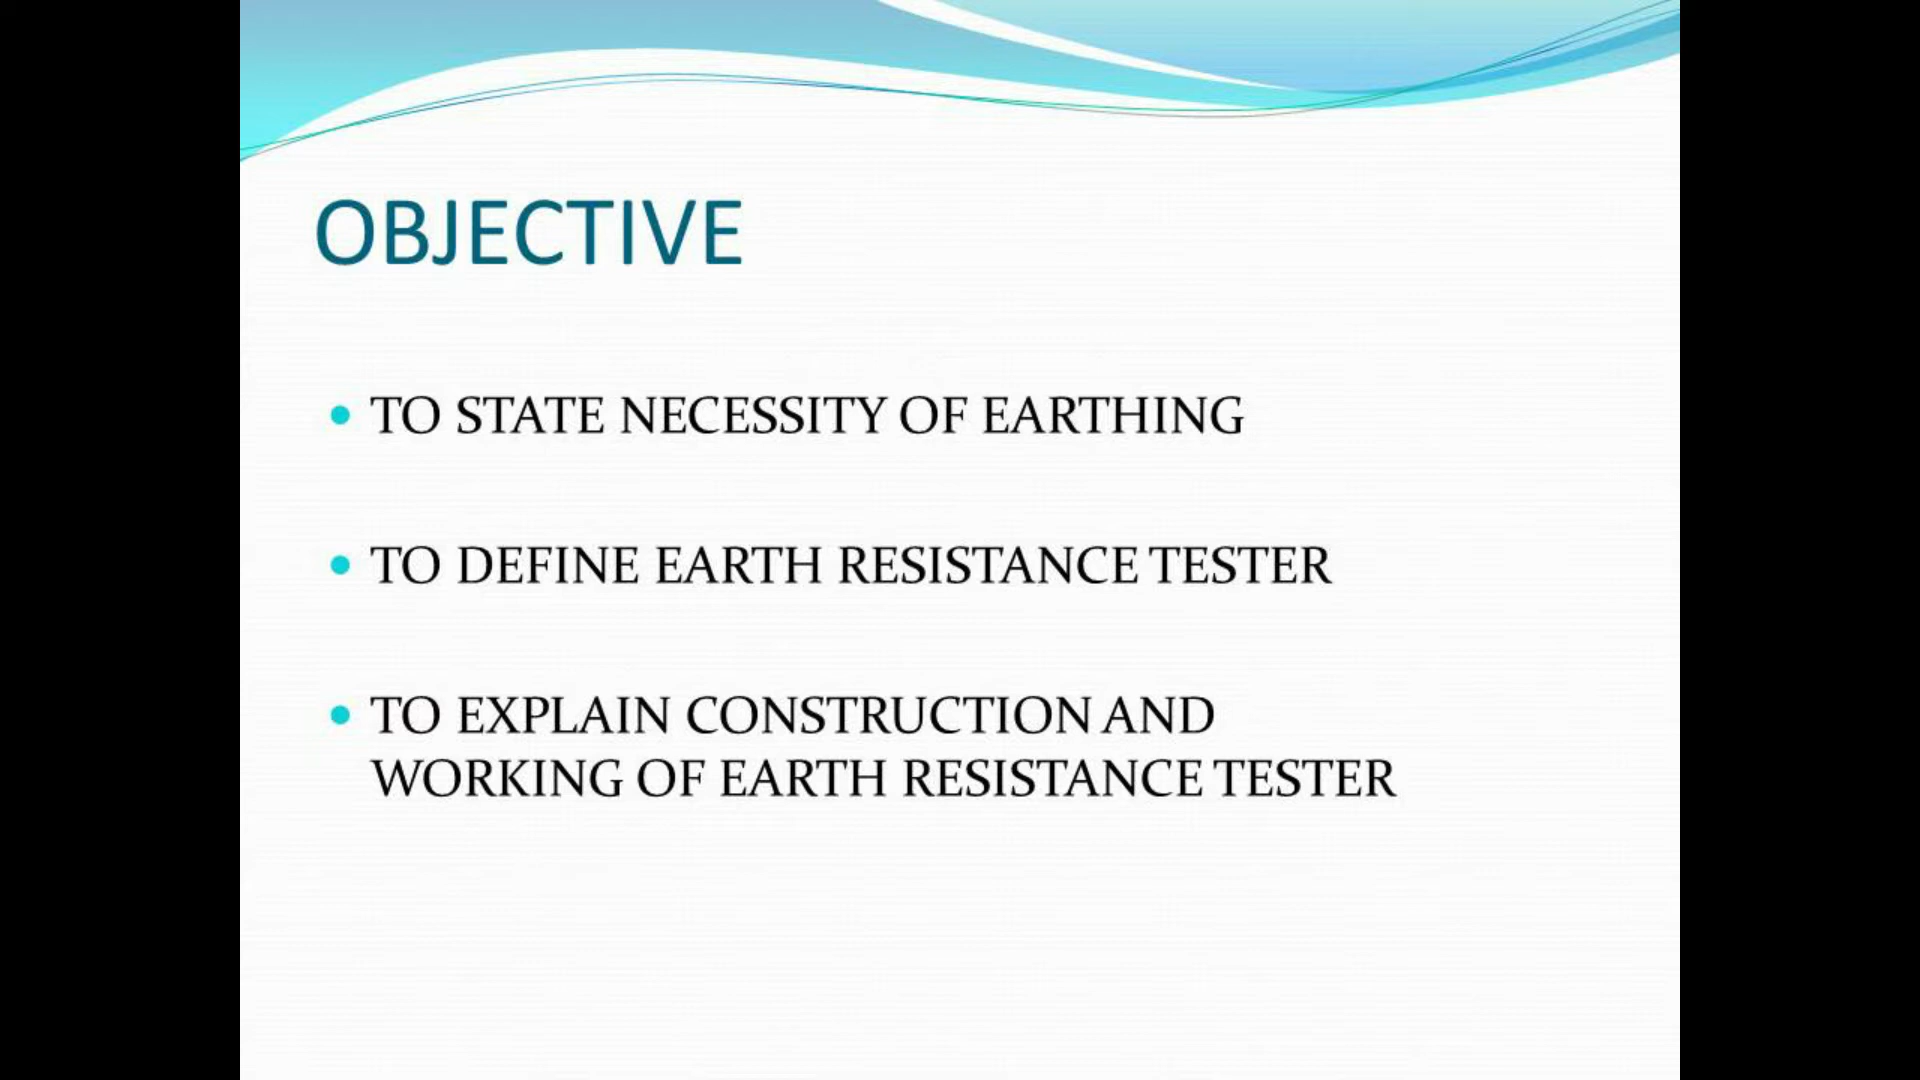 OBJECTIVE
• TO STATE NECESSITY OF EARTHING
• TO DEFINE EARTH RESISTANCE TESTER
• TO EXPLAIN CONSTRUCTION AND
WORKING OF EARTH RESISTANCE TESTER